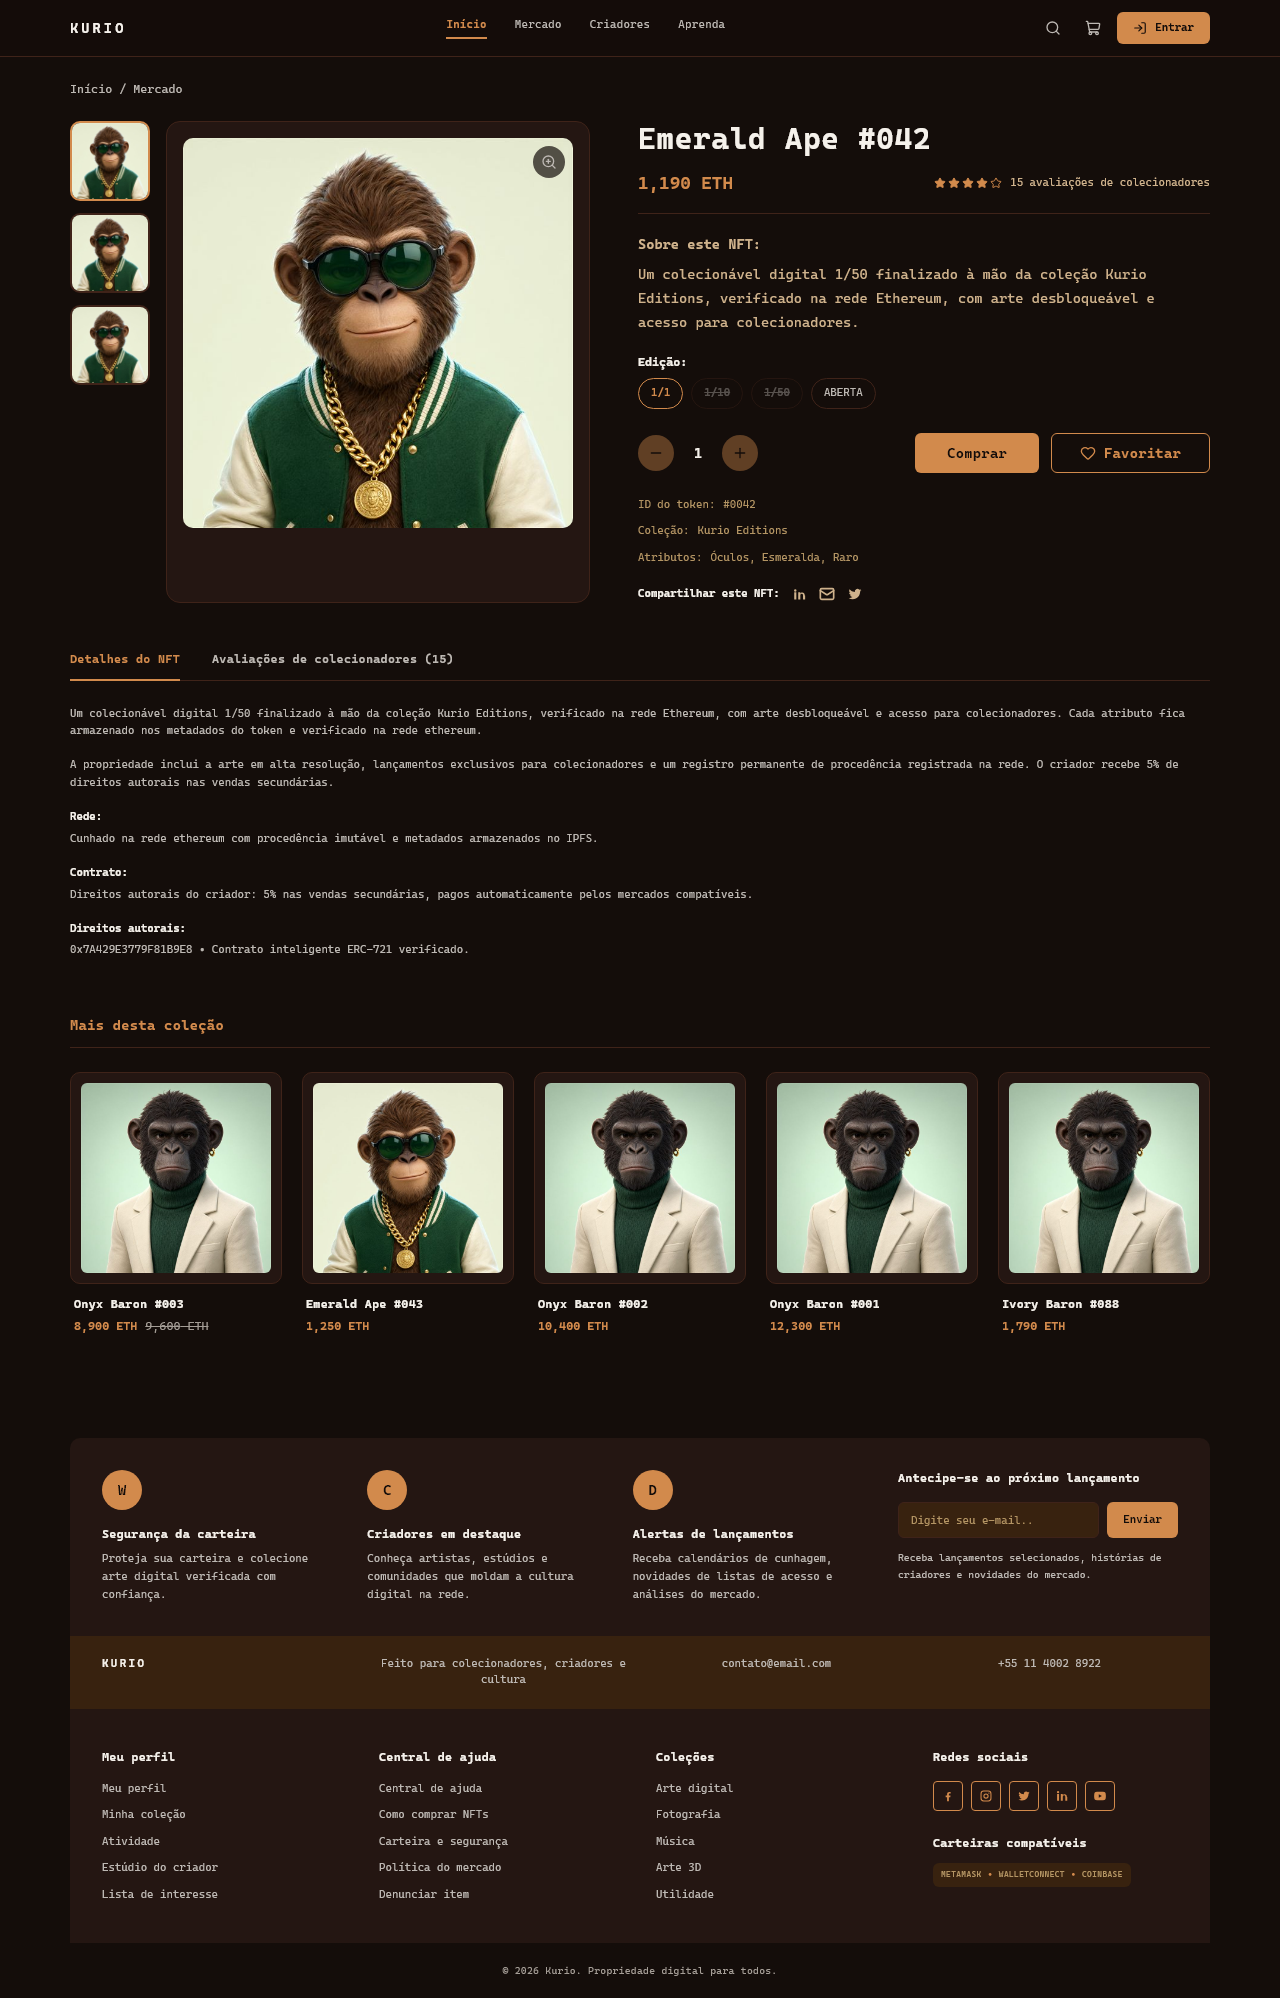 KURIO
Início
Mercado
Criadores
Aprenda
Entrar
Início / Mercado
Emerald Ape #042
1,190 ETH
15 avaliações de colecionadores
Sobre este NFT:
Um colecionável digital 1/50 finalizado à mão da coleção Kurio
Editions, verificado na rede Ethereum, com arte desbloqueável e
acesso para colecionadores.
Edição:
1/1
1/10
1/50
ABERTA
1
Comprar
Favoritar
ID do token: #0042
Coleção: Kurio Editions
Atributos: Óculos, Esmeralda, Raro
Compartilhar este NFT:
Detalhes do NFT
Avaliações de colecionadores (15)
Um colecionável digital 1/50 finalizado à mão da coleção Kurio Editions, verificado na rede Ethereum, com arte desbloqueável e acesso para colecionadores. Cada atributo fica
armazenado nos metadados do token e verificado na rede ethereum.
A propriedade inclui a arte em alta resolução, lançamentos exclusivos para colecionadores e um registro permanente de procedência registrada na rede. O criador recebe 5% de
direitos autorais nas vendas secundárias.
Rede:
Cunhado na rede ethereum com procedência imutável e metadados armazenados no IPFS.
Contrato:
Direitos autorais do criador: 5% nas vendas secundárias, pagos automaticamente pelos mercados compatíveis.
Direitos autorais:
0x7A429E3779F81B9E8 • Contrato inteligente ERC-721 verificado.
Mais desta coleção
Onyx Baron #003
8,900 ETH 9,600 ETH
Emerald Ape #043
1,250 ETH
Onyx Baron #002
10,400 ETH
Onyx Baron #001
12,300 ETH
Ivory Baron #088
1,790 ETH
W
Segurança da carteira
Proteja sua carteira e colecione
arte digital verificada com
confiança.
C
Criadores em destaque
Conheça artistas, estúdios e
comunidades que moldam a cultura
digital na rede.
D
Alertas de lançamentos
Receba calendários de cunhagem,
novidades de listas de acesso e
análises do mercado.
Antecipe-se ao próximo lançamento
Digite seu e-mail..
Enviar
Receba lançamentos selecionados, histórias de
criadores e novidades do mercado.
KURIO
Feito para colecionadores, criadores e
cultura
contato@email.com
+55 11 4002 8922
Meu perfil
Meu perfil
Minha coleção
Atividade
Estúdio do criador
Lista de interesse
Central de ajuda
Central de ajuda
Como comprar NFTs
Carteira e segurança
Política do mercado
Denunciar item
Coleções
Arte digital
Fotografia
Música
Arte 3D
Utilidade
Redes sociais
Carteiras compatíveis
METAMASK • WALLETCONNECT • COINBASE
© 2026 Kurio. Propriedade digital para todos.